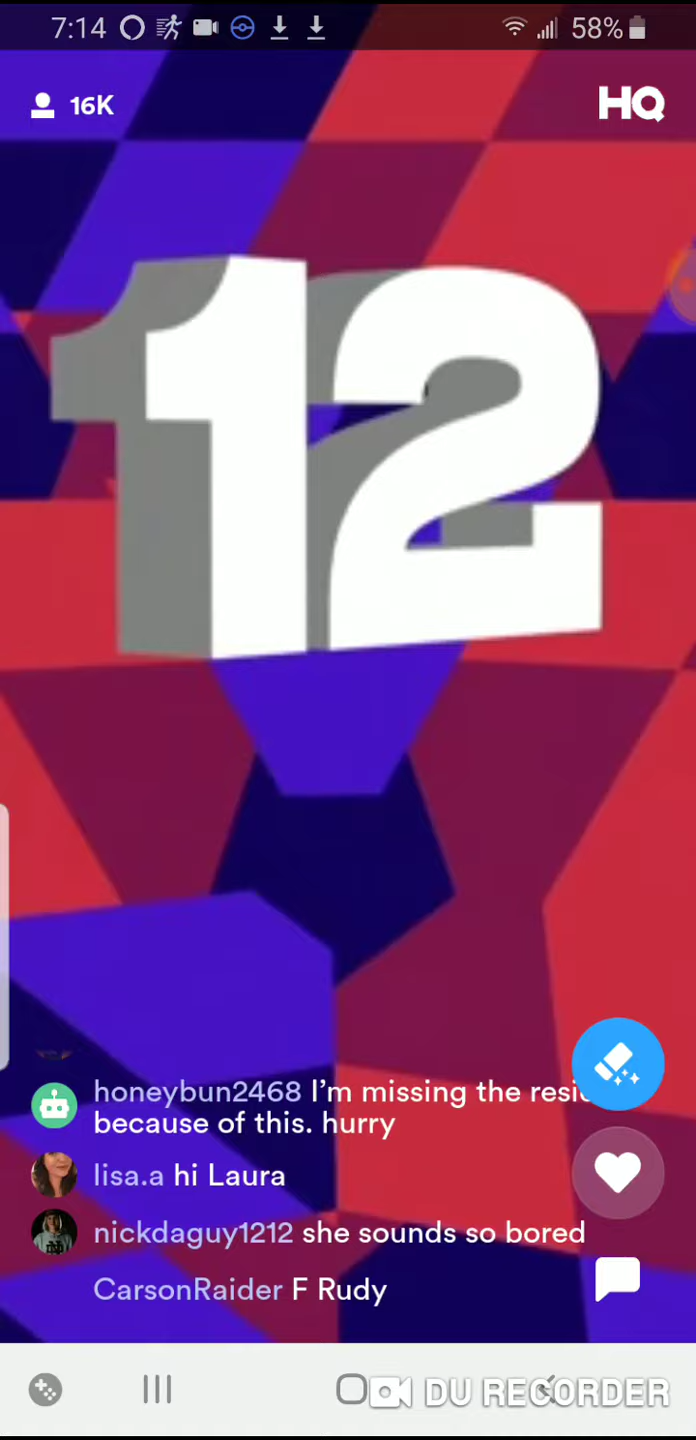 7:14 58%
16K HQ
12
honeybun2468 I'm missing the resi
because of this. hurry
lisa.a hi Laura
nickdaguy1212 she sounds so bored
CarsonRaider F Rudy
DU RECORDER